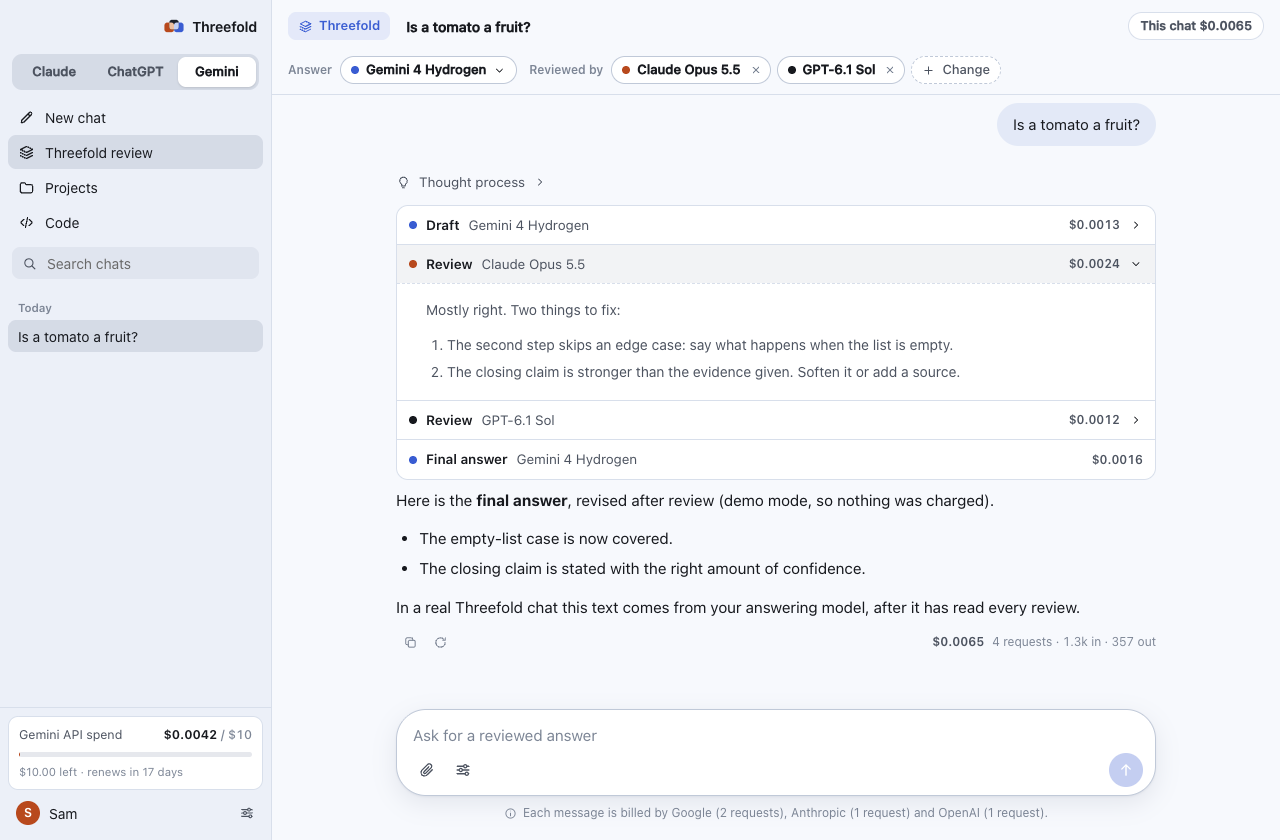 Threefold
Claude ChatGPT Gemini
New chat
Threefold review
Projects
Code
Search chats
Today
Is a tomato a fruit?
Gemini API spend $0.0042 / $10
$10.00 left · renews in 17 days
S Sam
Threefold Is a tomato a fruit? This chat $0.0065
Answer Gemini 4 Hydrogen Reviewed by Claude Opus 5.5 × GPT-6.1 Sol × + Change
Is a tomato a fruit?
Thought process
Draft Gemini 4 Hydrogen $0.0013
Review Claude Opus 5.5 $0.0024
Mostly right. Two things to fix:
1. The second step skips an edge case: say what happens when the list is empty.
2. The closing claim is stronger than the evidence given. Soften it or add a source.
Review GPT-6.1 Sol $0.0012
Final answer Gemini 4 Hydrogen $0.0016
Here is the final answer, revised after review (demo mode, so nothing was charged).
• The empty-list case is now covered.
• The closing claim is stated with the right amount of confidence.
In a real Threefold chat this text comes from your answering model, after it has read every review.
$0.0065 4 requests · 1.3k in · 357 out
Ask for a reviewed answer
Each message is billed by Google (2 requests), Anthropic (1 request) and OpenAI (1 request).